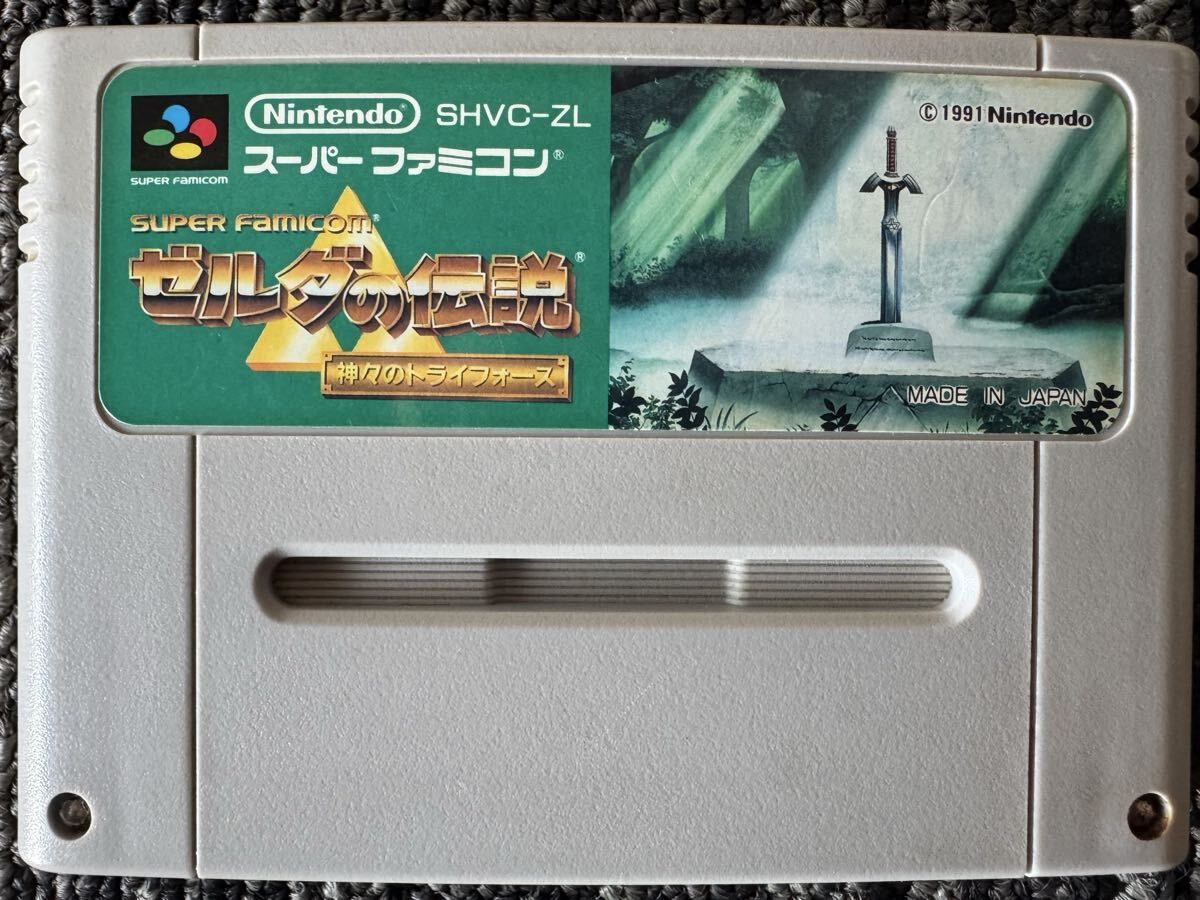 Nintendo® SHVC-ZL
SUPER FAMICOM
スーパーファミコン®
SUPER FAMICOM®
ゼルダの伝説®
神々のトライフォース
©1991 Nintendo
MADE IN JAPAN